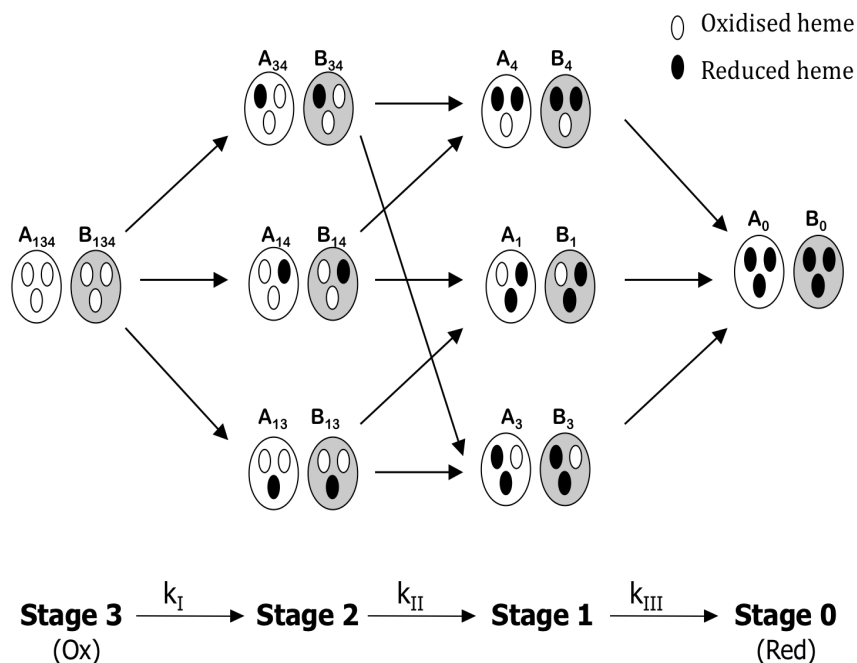 Oxidised heme
Reduced heme
A34 B34
A4 B4
A134 B134
A14 B14
A1 B1
A0 B0
A13 B13
A3 B3
kI kII kIII
Stage 3 Stage 2 Stage 1 Stage 0
(Ox) (Red)